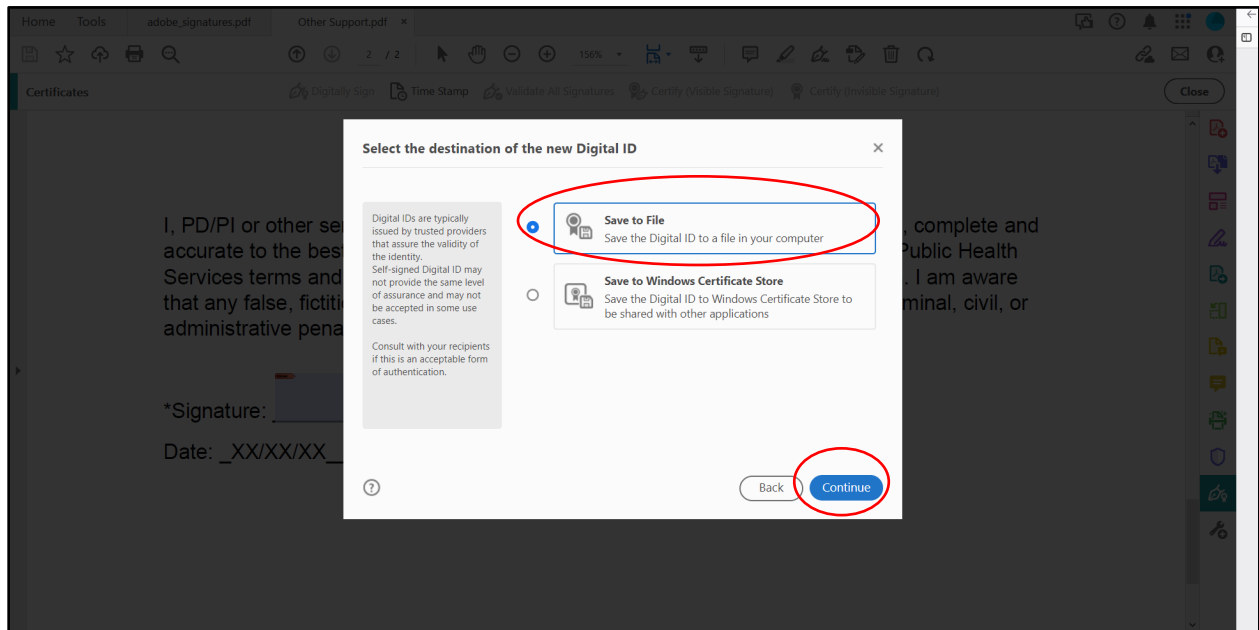 Home Tools adobe_signatures.pdf Other Support.pdf ×
2 / 2 156%
Certificates Digitally Sign Time Stamp Validate All Signatures Certify (Visible Signature) Certify (Invisible Signature) Close
Select the destination of the new Digital ID
Digital IDs are typically
issued by trusted providers
that assure the validity of
the identity.
Self-signed Digital ID may
not provide the same level
of assurance and may not
be accepted in some use
cases.
Consult with your recipients
if this is an acceptable form
of authentication.
Save to File
Save the Digital ID to a file in your computer
Save to Windows Certificate Store
Save the Digital ID to Windows Certificate Store to
be shared with other applications
Back Continue
I, PD/PI or other , complete and
accurate to the best Public Health
Services terms and . I am aware
that any false, minal, civil, or
administrative
*Signature:
Date: _XX/XX/XX_